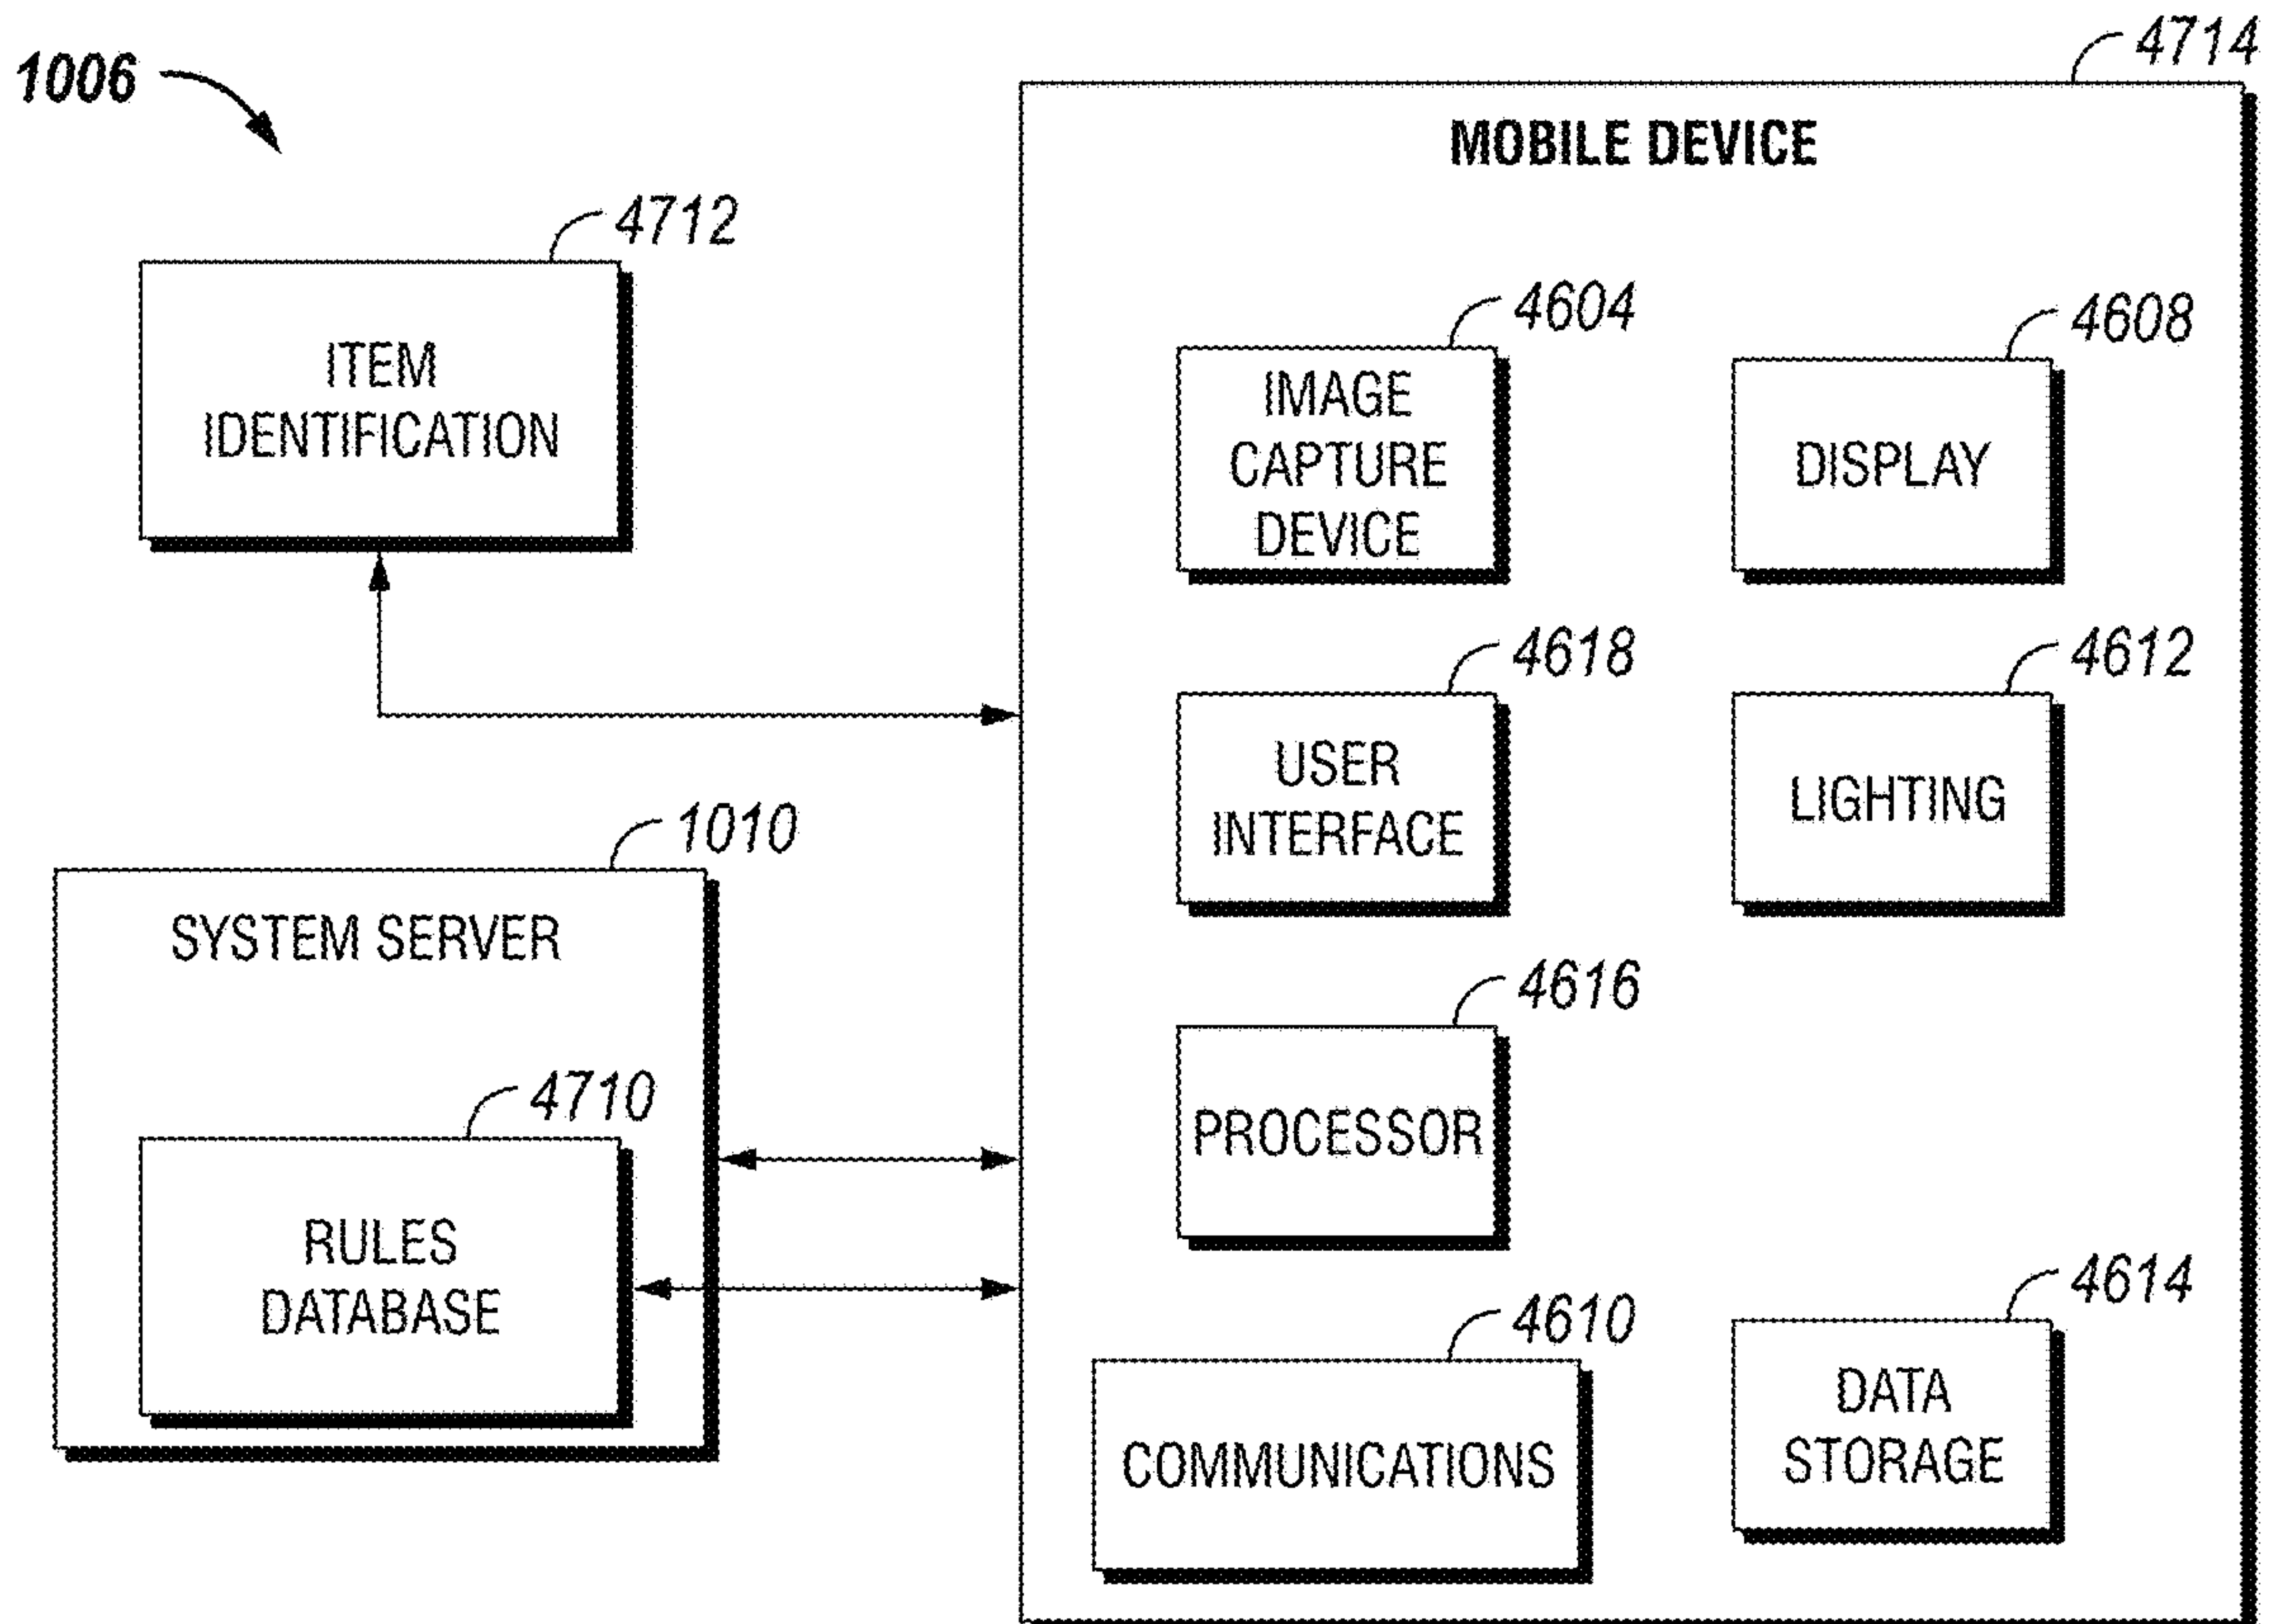 1006
4714
MOBILE DEVICE
4712
ITEM
IDENTIFICATION
4604
IMAGE
CAPTURE
DEVICE
4608
DISPLAY
4618
USER
INTERFACE
4612
LIGHTING
1010
SYSTEM SERVER
4710
RULES
DATABASE
4616
PROCESSOR
4610
COMMUNICATIONS
4614
DATA
STORAGE